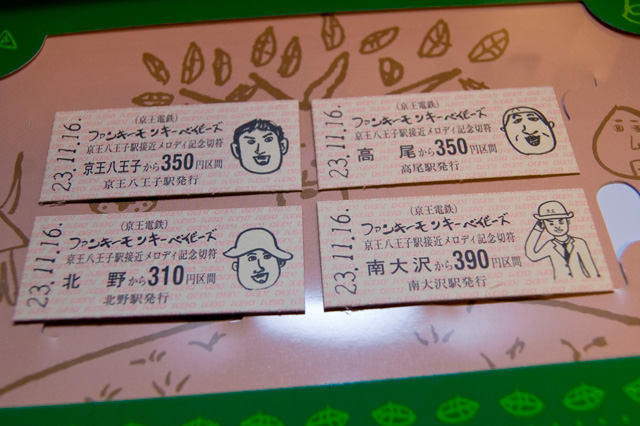 23.11.16.
(京王電鉄)
ファンキーモンキーベイビーズ
京王八王子駅接近メロディ記念切符
京王八王子から350円区間
京王八王子駅発行
23.11.16.
(京王電鉄)
ファンキーモンキーベイビーズ
京王八王子駅接近メロディ記念切符
高 尾から350円区間
高尾駅発行
23.11.16.
(京王電鉄)
ファンキーモンキーベイビーズ
京王八王子駅接近メロディ記念切符
北 野から310円区間
北野駅発行
23.11.16.
(京王電鉄)
ファンキーモンキーベイビーズ
京王八王子駅接近メロディ記念切符
南大沢から390円区間
南大沢駅発行